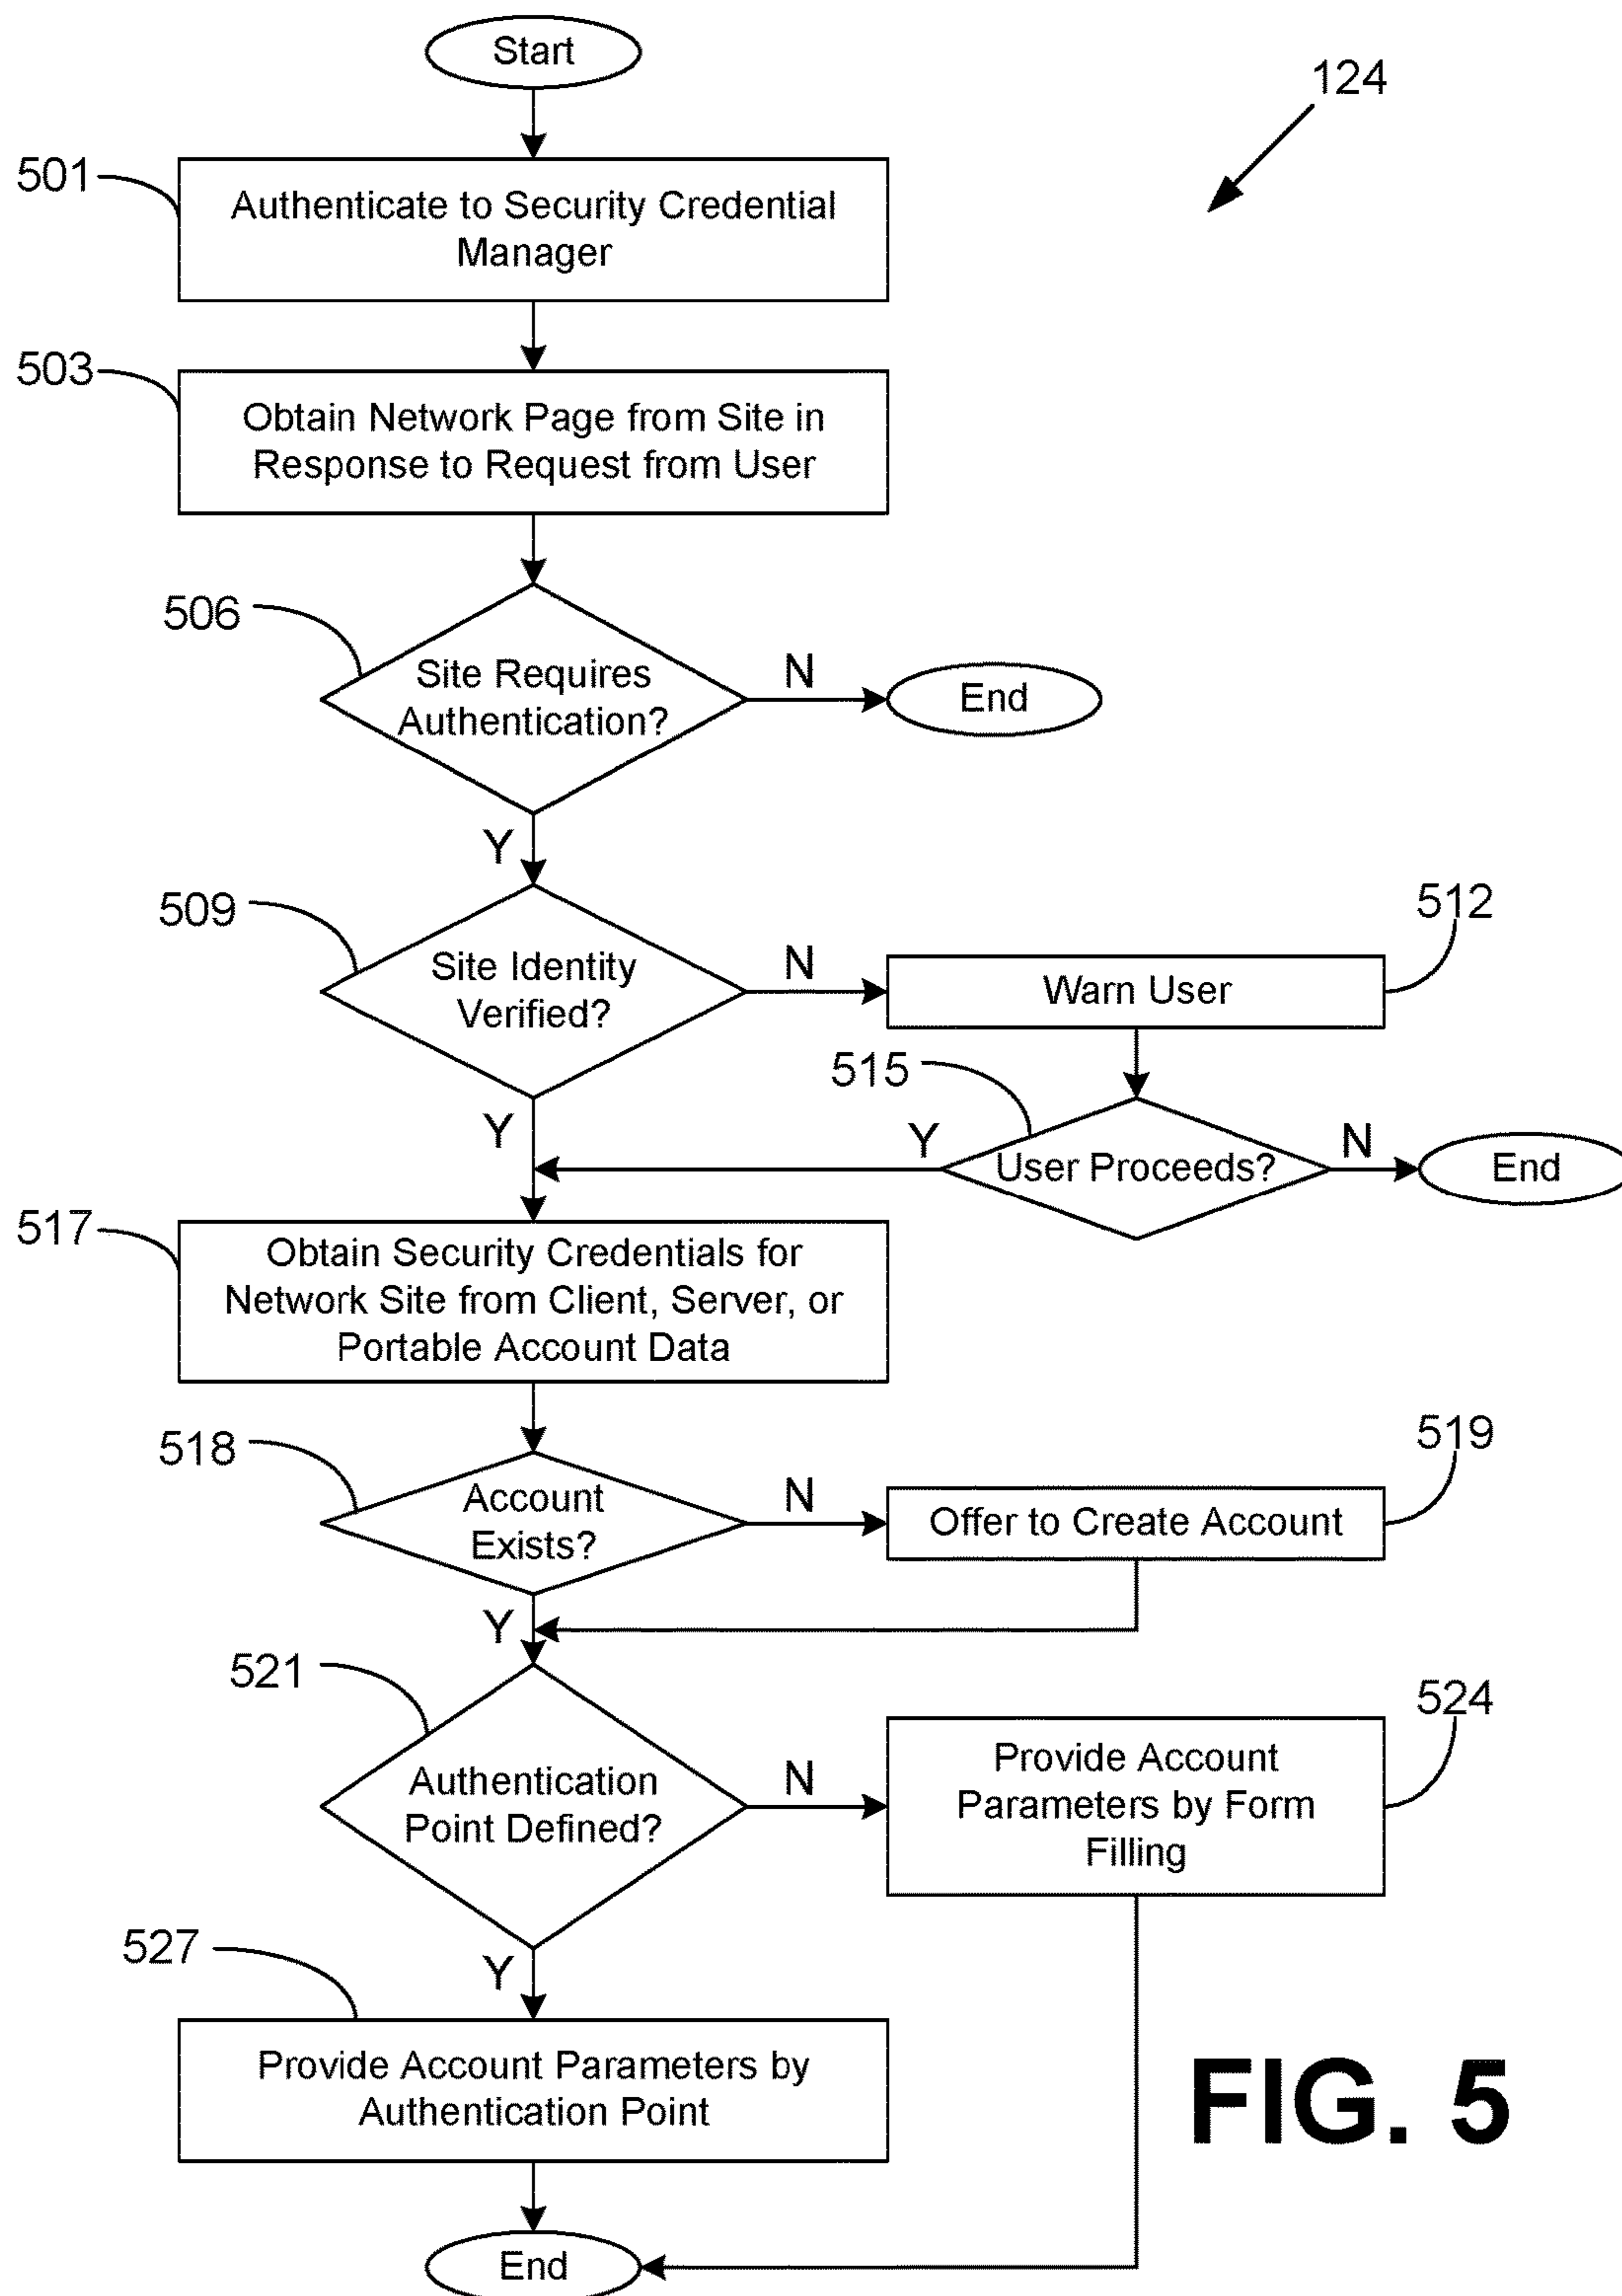 Start
124
501
Authenticate to Security Credential
Manager
503
Obtain Network Page from Site in
Response to Request from User
506
Site Requires
Authentication?
N
End
Y
509
Site Identity
Verified?
N
512
Warn User
515
Y
Y
User Proceeds?
N
End
517
Obtain Security Credentials for
Network Site from Client, Server, or
Portable Account Data
518
Account
Exists?
N
519
Offer to Create Account
Y
521
Authentication
Point Defined?
N
524
Provide Account
Parameters by Form
Filling
527
Y
Provide Account Parameters by
Authentication Point
FIG. 5
End